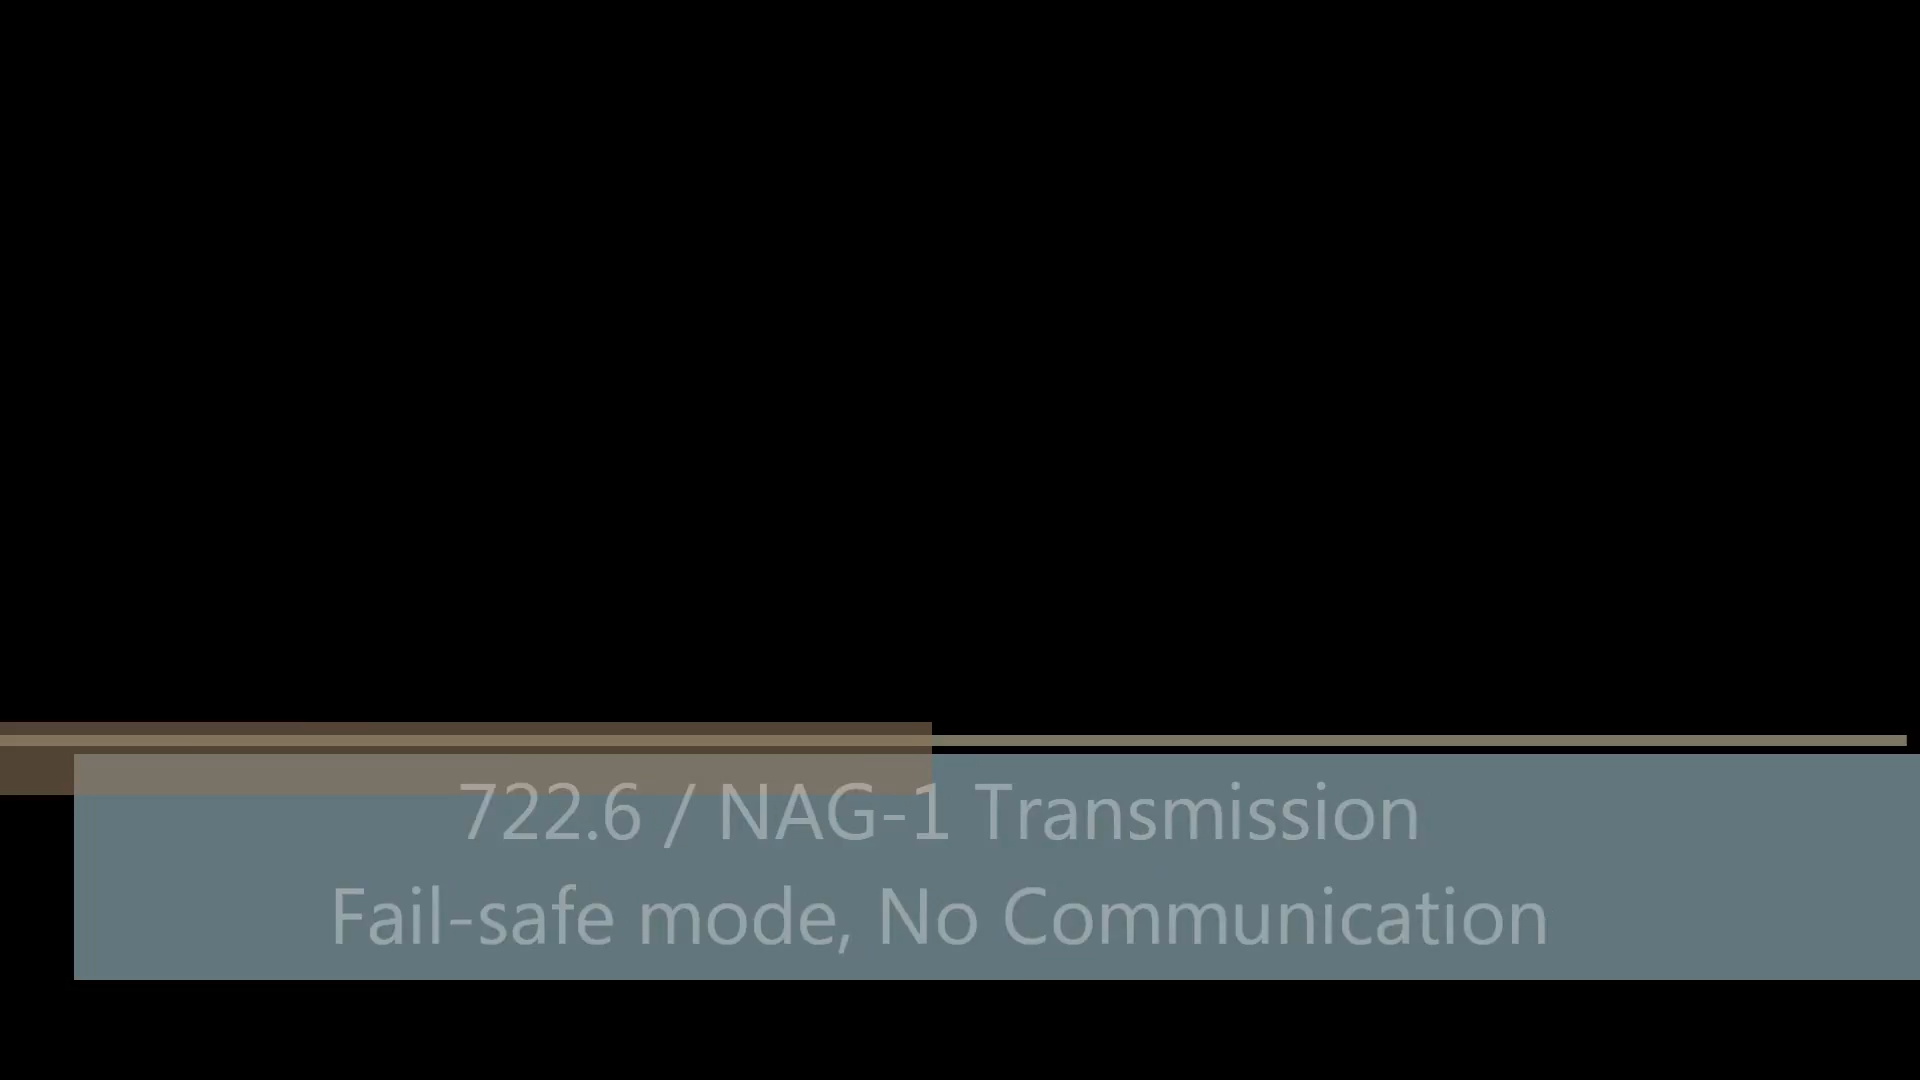 722.6 / NAG-1 Transmission
Fail-safe mode, No Communication